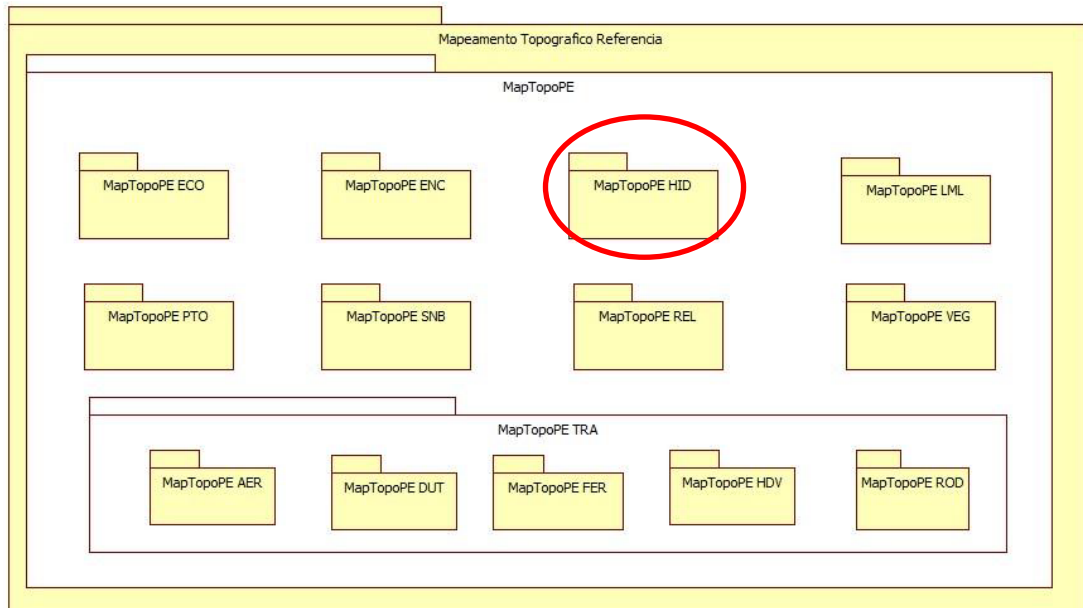 Mapeamento Topografico Referencia
MapTopoPE
MapTopoPE ECO
MapTopoPE ENC
MapTopoPE HID
MapTopoPE LML
MapTopoPE PTO
MapTopoPE SNB
MapTopoPE REL
MapTopoPE VEG
MapTopoPE TRA
MapTopoPE AER
MapTopoPE DUT
MapTopoPE FER
MapTopoPE HDV
MapTopoPE ROD